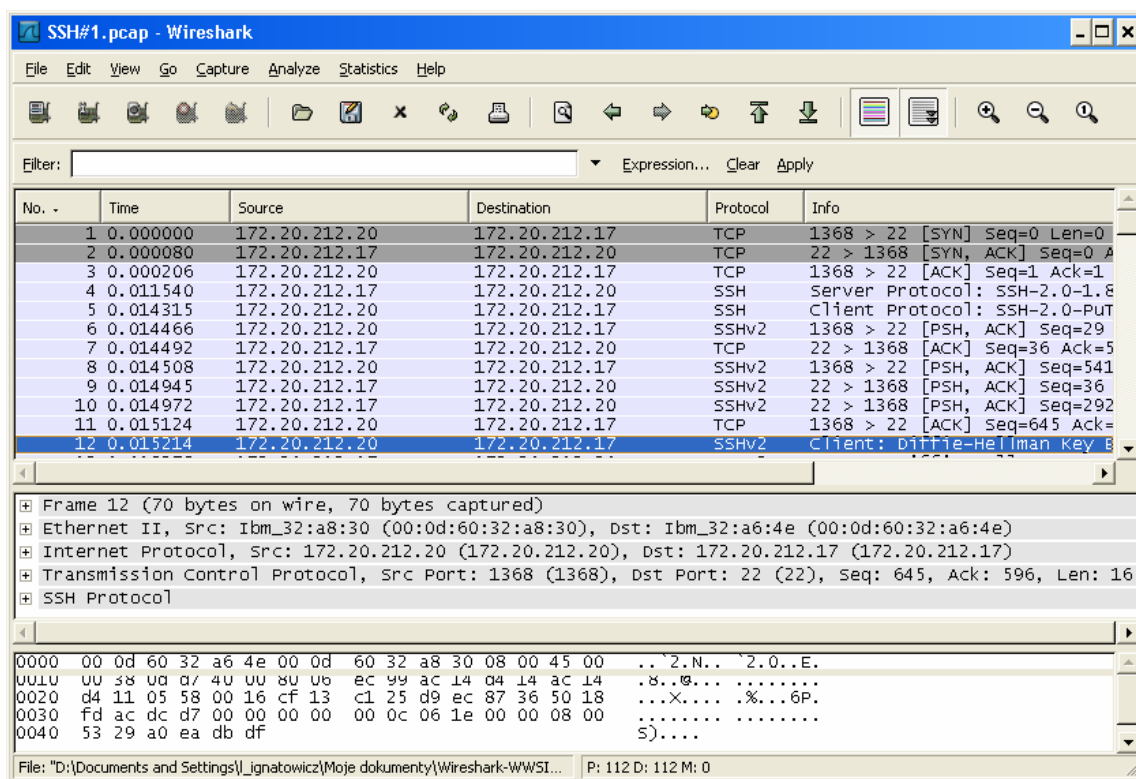 SSH#1.pcap - Wireshark
File Edit View Go Capture Analyze Statistics Help
Filter: Expression... Clear Apply
No. Time Source Destination Protocol Info
1 0.000000 172.20.212.20 172.20.212.17 TCP 1368 > 22 [SYN] Seq=0 Len=0
2 0.000080 172.20.212.17 172.20.212.20 TCP 22 > 1368 [SYN, ACK] Seq=0 A
3 0.000206 172.20.212.20 172.20.212.17 TCP 1368 > 22 [ACK] Seq=1 Ack=1
4 0.011540 172.20.212.17 172.20.212.20 SSH Server Protocol: SSH-2.0-1.8
5 0.014315 172.20.212.20 172.20.212.17 SSH Client Protocol: SSH-2.0-PuT
6 0.014466 172.20.212.20 172.20.212.17 SSHv2 1368 > 22 [PSH, ACK] Seq=29
7 0.014492 172.20.212.17 172.20.212.20 TCP 22 > 1368 [ACK] Seq=36 Ack=5
8 0.014508 172.20.212.20 172.20.212.17 SSHv2 1368 > 22 [PSH, ACK] Seq=541
9 0.014945 172.20.212.17 172.20.212.20 SSHv2 22 > 1368 [PSH, ACK] Seq=36
10 0.014972 172.20.212.17 172.20.212.20 SSHv2 22 > 1368 [PSH, ACK] Seq=292
11 0.015124 172.20.212.20 172.20.212.17 TCP 1368 > 22 [ACK] Seq=645 Ack=
12 0.015214 172.20.212.20 172.20.212.17 SSHv2 Client: Diffie-Hellman Key E
Frame 12 (70 bytes on wire, 70 bytes captured)
Ethernet II, Src: Ibm_32:a8:30 (00:0d:60:32:a8:30), Dst: Ibm_32:a6:4e (00:0d:60:32:a6:4e)
Internet Protocol, Src: 172.20.212.20 (172.20.212.20), Dst: 172.20.212.17 (172.20.212.17)
Transmission Control Protocol, Src Port: 1368 (1368), Dst Port: 22 (22), Seq: 645, Ack: 596, Len: 16
SSH Protocol
0000 00 0d 60 32 a6 4e 00 0d 60 32 a8 30 08 00 45 00 ..`2.N.. `2.0..E.
0010 00 38 0d d7 40 00 80 06 ec 99 ac 14 d4 14 ac 14 .8..@... ........
0020 d4 11 05 58 00 16 cf 13 c1 25 d9 ec 87 36 50 18 ...X.... .%...6P.
0030 fd ac dc d7 00 00 00 00 00 0c 06 1e 00 00 08 00 ........ ........
0040 53 29 a0 ea db df S)....
File: "D:\Documents and Settings\l_ignatowicz\Moje dokumenty\Wireshark-WWSI... P: 112 D: 112 M: 0